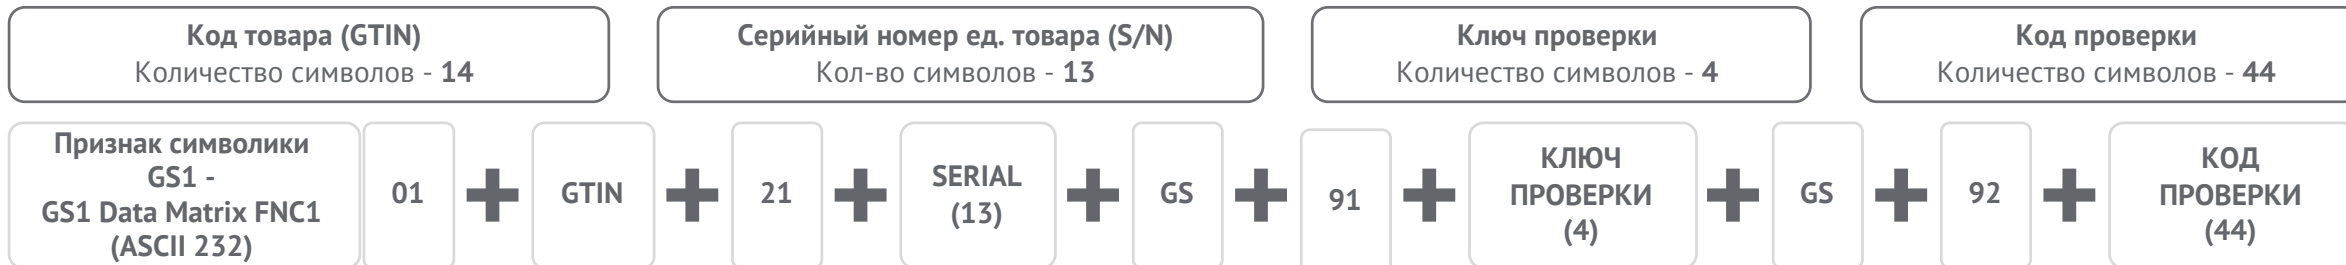 Код товара (GTIN)
Количество символов - 14
Серийный номер ед. товара (S/N)
Кол-во символов - 13
Ключ проверки
Количество символов - 4
Код проверки
Количество символов - 44
Признак символики
GS1 -
GS1 Data Matrix FNC1
(ASCII 232)
01
+
GTIN
+
21
+
SERIAL
(13)
+
GS
+
91
+
КЛЮЧ
ПРОВЕРКИ
(4)
+
GS
+
92
+
КОД
ПРОВЕРКИ
(44)